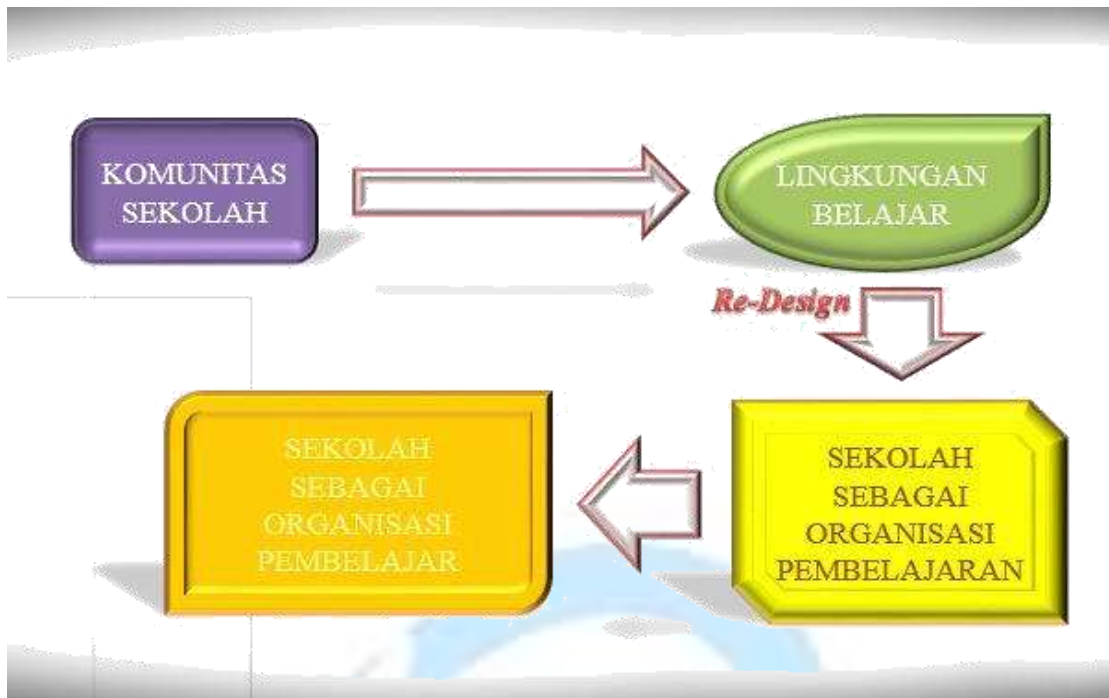 KOMUNITAS
SEKOLAH
LINGKUNGAN
BELAJAR
Re-Design
SEKOLAH
SEBAGAI
ORGANISASI
PEMBELAJARAN
SEKOLAH
SEBAGAI
ORGANISASI
PEMBELAJAR